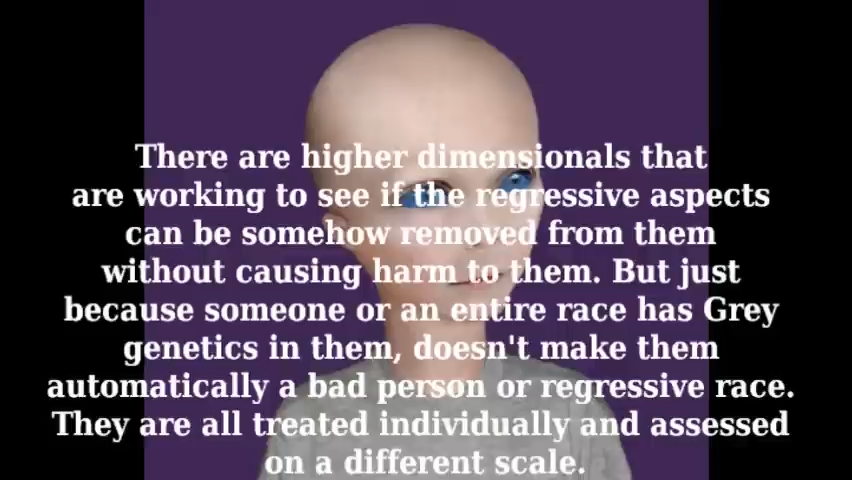 There are higher dimensionals that
are working to see if the regressive aspects
can be somehow removed from them
without causing harm to them. But just
because someone or an entire race has Grey
genetics in them, doesn't make them
automatically a bad person or regressive race.
They are all treated individually and assessed
on a different scale.